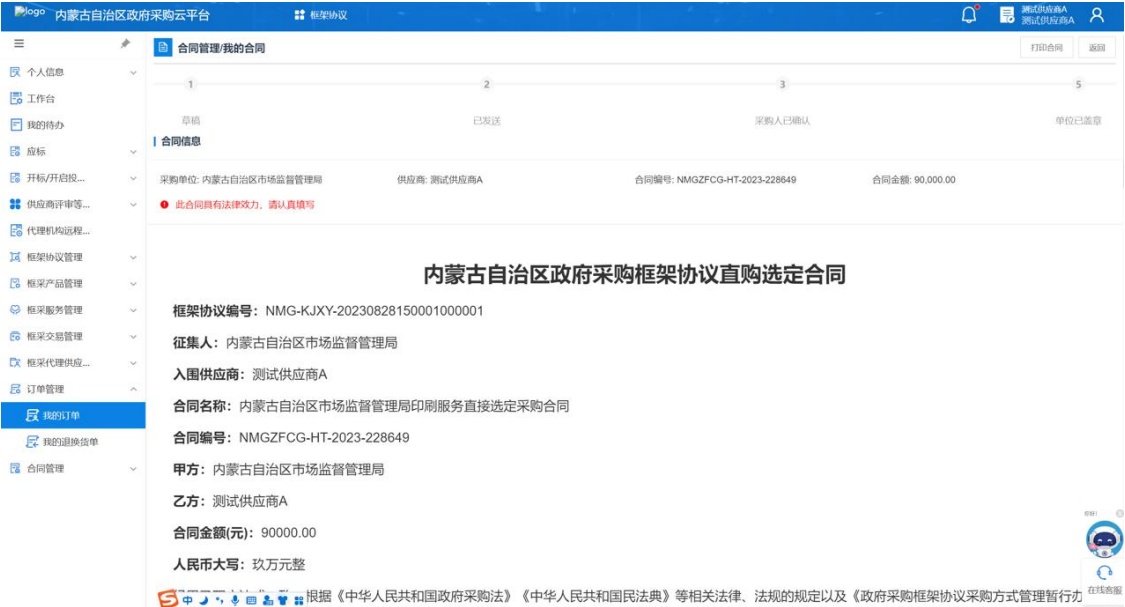 logo 内蒙古自治区政府采购云平台
框架协议
测试供应商A
测试供应商A
个人信息
工作台
我的待办
应标
开标/开启投...
供应商评审等...
代理机构远程...
框架协议管理
框采产品管理
框采服务管理
框采交易管理
框采代理供应...
订单管理
我的订单
我的退换货单
合同管理
合同管理/我的合同
打印合同
返回
1
2
3
5
草稿
已发送
采购人已确认
单位已盖章
合同信息
采购单位: 内蒙古自治区市场监督管理局 供应商: 测试供应商A 合同编号: NMGZFCG-HT-2023-228649 合同金额: 90,000.00
此合同具有法律效力，请认真填写
内蒙古自治区政府采购框架协议直购选定合同
框架协议编号：NMG-KJXY-20230828150001000001
征集人：内蒙古自治区市场监督管理局
入围供应商：测试供应商A
合同名称：内蒙古自治区市场监督管理局印刷服务直接选定采购合同
合同编号：NMGZFCG-HT-2023-228649
甲方：内蒙古自治区市场监督管理局
乙方：测试供应商A
合同金额(元)：90000.00
人民币大写：玖万元整
根据《中华人民共和国政府采购法》《中华人民共和国民法典》等相关法律、法规的规定以及《政府采购框架协议采购方式管理暂行办
中
在线客服